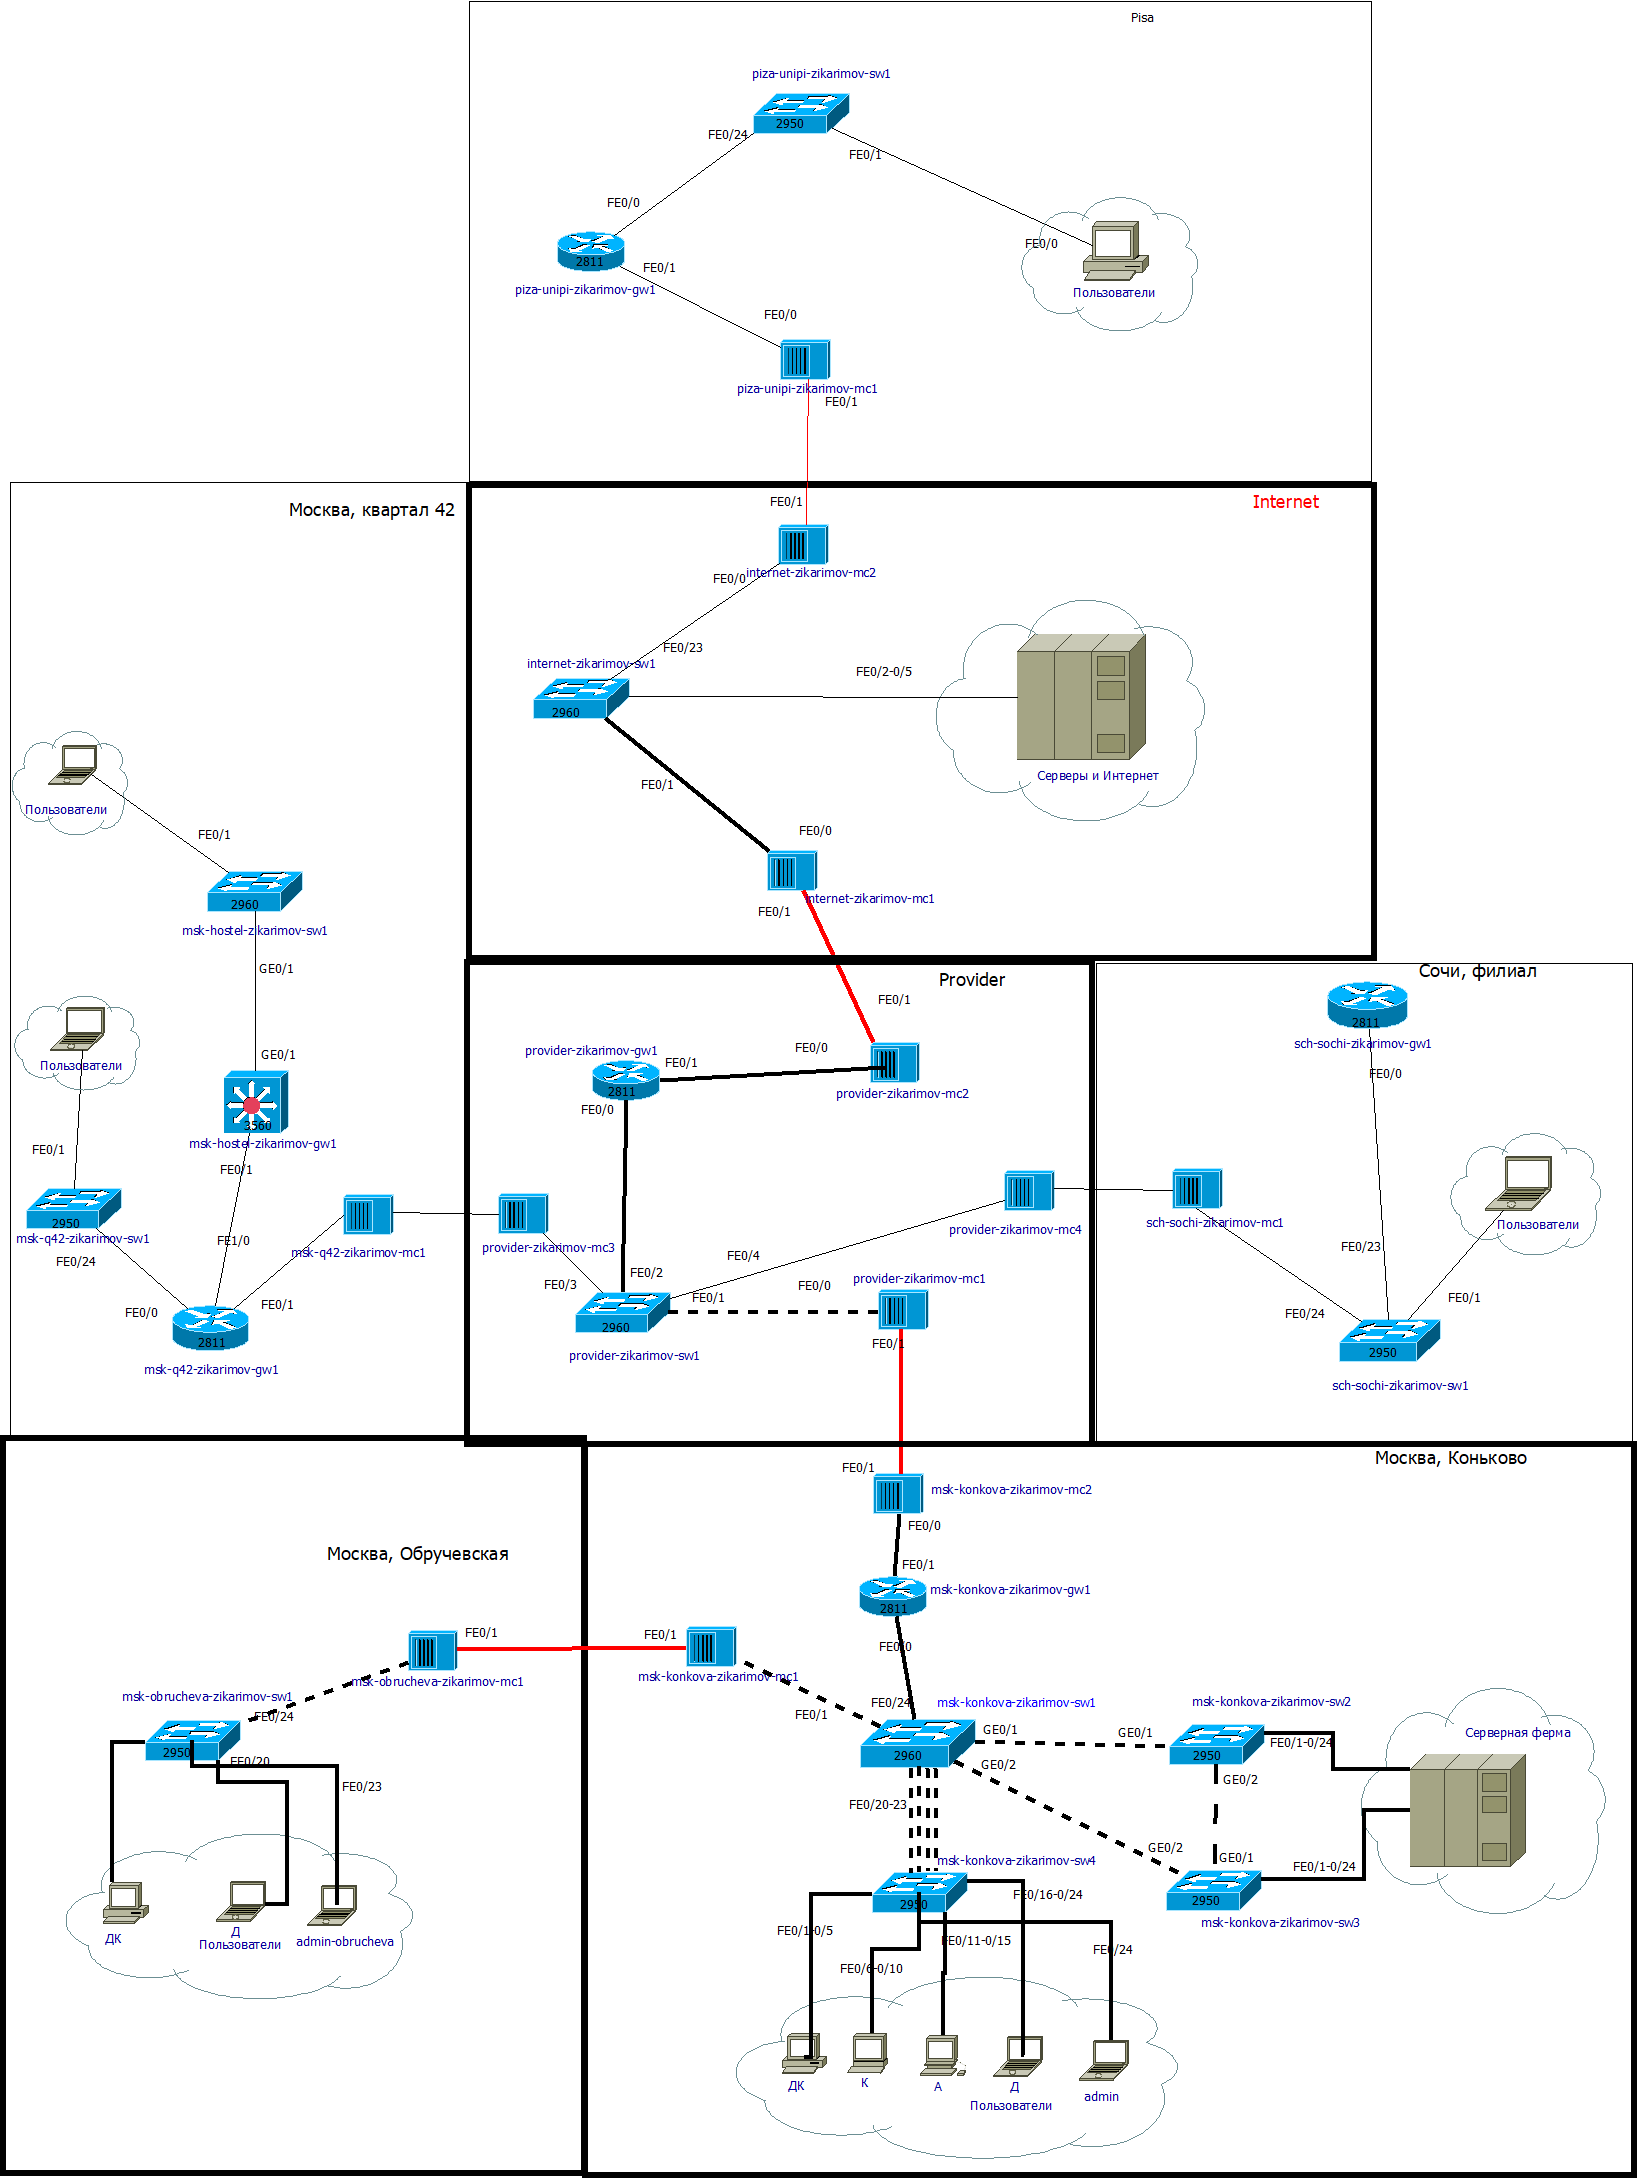 Pisa
piza-unipi-zikarimov-sw1
2950
FE0/24
FE0/1
FE0/0
2811
piza-unipi-zikarimov-gw1
FE0/1
FE0/0
Пользователи
FE0/0
piza-unipi-zikarimov-mc1
FE0/1
Internet
FE0/1
internet-zikarimov-mc2
FE0/0
FE0/23
internet-zikarimov-sw1
2960
FE0/2-0/5
Серверы и Интернет
FE0/1
FE0/0
internet-zikarimov-mc1
FE0/1
Москва, квартал 42
Пользователи
FE0/1
2960
msk-hostel-zikarimov-sw1
GE0/1
GE0/1
Пользователи
3560
msk-hostel-zikarimov-gw1
FE0/1
FE0/1
2950
msk-q42-zikarimov-sw1
FE0/24
FE1/0
msk-q42-zikarimov-mc1
FE0/0
FE0/1
2811
msk-q42-zikarimov-gw1
Provider
FE0/1
FE0/0
provider-zikarimov-gw1
FE0/1
2811
FE0/0
provider-zikarimov-mc2
provider-zikarimov-mc4
provider-zikarimov-mc3
FE0/4
FE0/2
FE0/3
FE0/1
FE0/0
provider-zikarimov-mc1
2960
FE0/1
provider-zikarimov-sw1
Сочи, филиал
2811
sch-sochi-zikarimov-gw1
FE0/0
sch-sochi-zikarimov-mc1
Пользователи
FE0/23
FE0/1
FE0/24
2950
sch-sochi-zikarimov-sw1
Москва, Обручевская
FE0/1
msk-obrucheva-zikarimov-mc1
msk-obrucheva-zikarimov-sw1
FE0/24
2950
FE0/20
FE0/23
ДК
Д
Пользователи
admin-obrucheva
Москва, Коньково
FE0/1
msk-konkova-zikarimov-mc2
FE0/0
FE0/1
msk-konkova-zikarimov-gw1
2811
FE0/0
FE0/1
msk-konkova-zikarimov-mc1
FE0/1
FE0/24
msk-konkova-zikarimov-sw1
2960
GE0/1
GE0/2
GE0/1
msk-konkova-zikarimov-sw2
2950
FE0/1-0/24
Серверная ферма
GE0/2
FE0/20-23
GE0/2
GE0/1
FE0/1-0/24
2950
msk-konkova-zikarimov-sw3
msk-konkova-zikarimov-sw4
2950
FE0/16-0/24
FE0/1-0/5
FE0/11-0/15
FE0/24
FE0/6-0/10
ДК
К
А
Д
Пользователи
admin